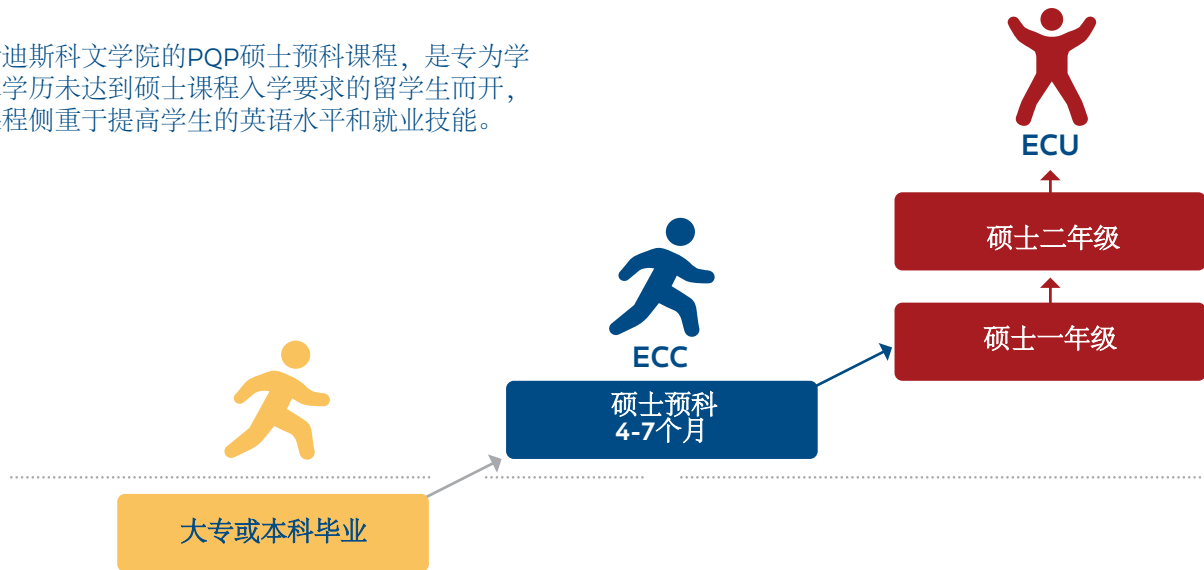 迪斯科文学院的PQP硕士预科课程，是专为学
学历未达到硕士课程入学要求的留学生而开，
程侧重于提高学生的英语水平和就业技能。
ECU
硕士二年级
硕士一年级
ECC
硕士预科
4-7个月
大专或本科毕业